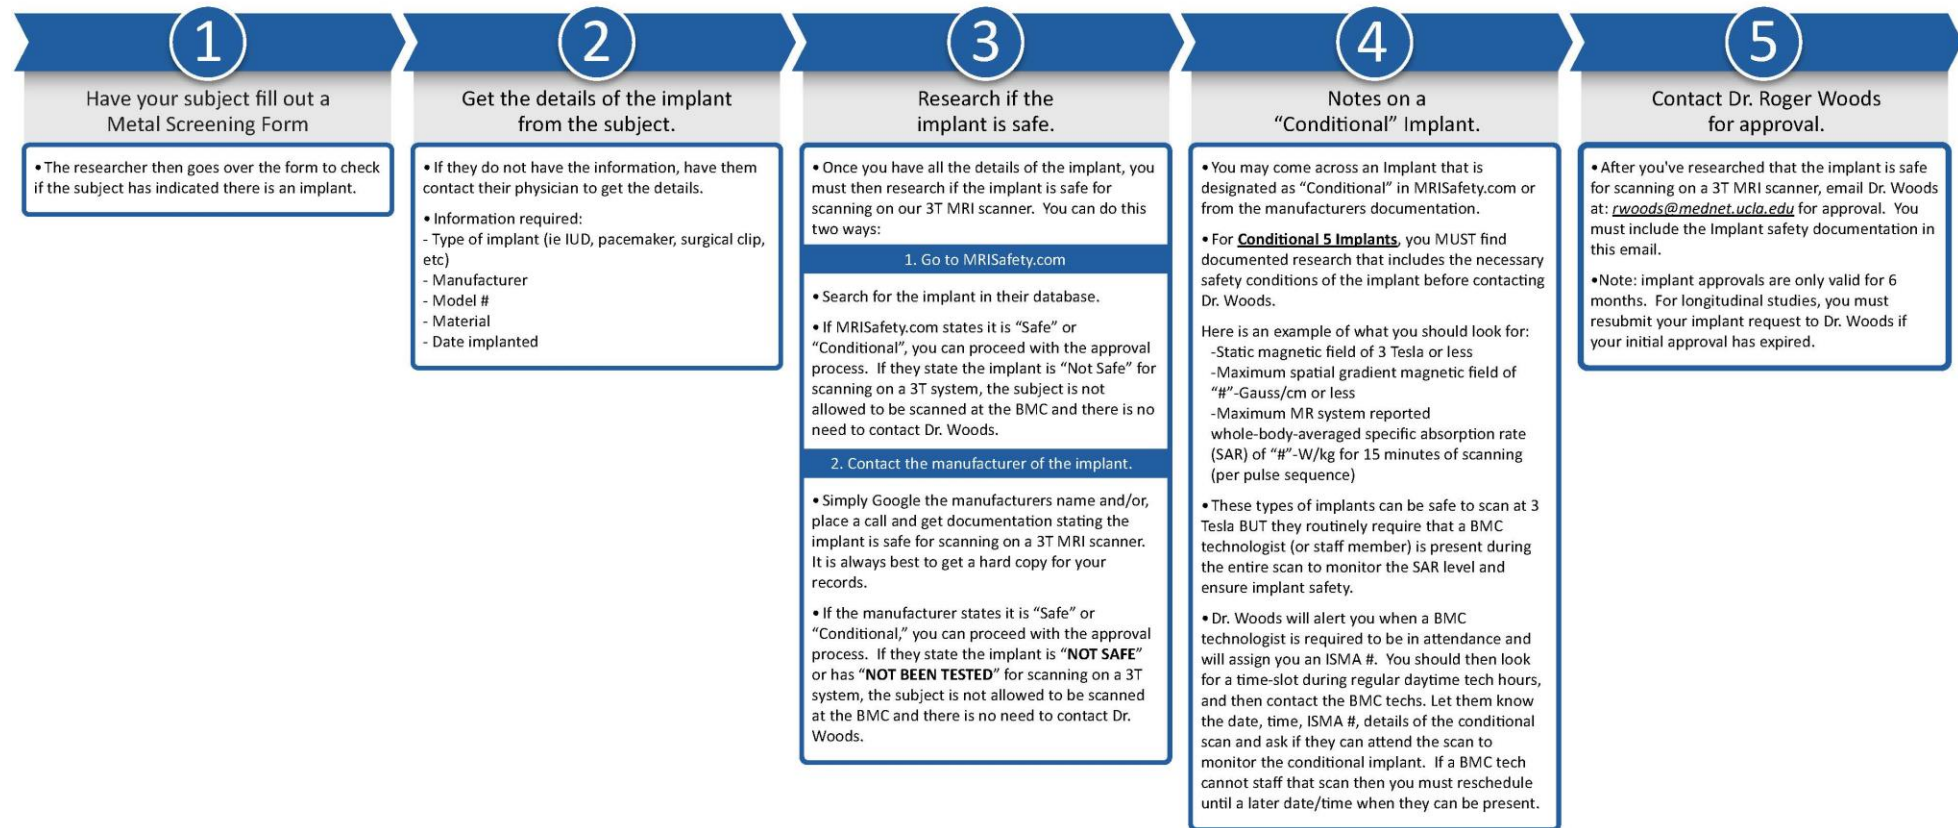 1
Have your subject fill out a
Metal Screening Form
• The researcher then goes over the form to check
if the subject has indicated there is an implant.
2
Get the details of the implant
from the subject.
• If they do not have the information, have them
contact their physician to get the details.
• Information required:
- Type of implant (ie IUD, pacemaker, surgical clip,
etc)
- Manufacturer
- Model #
- Material
- Date implanted
3
Research if the
implant is safe.
• Once you have all the details of the implant, you
must then research if the implant is safe for
scanning on our 3T MRI scanner.  You can do this
two ways:
1. Go to MRISafety.com
• Search for the implant in their database.
• If MRISafety.com states it is “Safe” or
“Conditional”, you can proceed with the approval
process.  If they state the implant is “Not Safe” for
scanning on a 3T system, the subject is not
allowed to be scanned at the BMC and there is no
need to contact Dr. Woods.
2. Contact the manufacturer of the implant.
• Simply Google the manufacturers name and/or,
place a call and get documentation stating the
implant is safe for scanning on a 3T MRI scanner.
It is always best to get a hard copy for your
records.
• If the manufacturer states it is “Safe” or
“Conditional,” you can proceed with the approval
process.  If they state the implant is “NOT SAFE”
or has “NOT BEEN TESTED” for scanning on a 3T
system, the subject is not allowed to be scanned
at the BMC and there is no need to contact Dr.
Woods.
4
Notes on a
“Conditional” Implant.
• You may come across an Implant that is
designated as “Conditional” in MRISafety.com or
from the manufacturers documentation.
• For Conditional 5 Implants, you MUST find
documented research that includes the necessary
safety conditions of the implant before contacting
Dr. Woods.
Here is an example of what you should look for:
-Static magnetic field of 3 Tesla or less
-Maximum spatial gradient magnetic field of
“#”-Gauss/cm or less
-Maximum MR system reported
whole-body-averaged specific absorption rate
(SAR) of “#”-W/kg for 15 minutes of scanning
(per pulse sequence)
• These types of implants can be safe to scan at 3
Tesla BUT they routinely require that a BMC
technologist (or staff member) is present during
the entire scan to monitor the SAR level and
ensure implant safety.
• Dr. Woods will alert you when a BMC
technologist is required to be in attendance and
will assign you an ISMA #.  You should then look
for a time-slot during regular daytime tech hours,
and then contact the BMC techs. Let them know
the date, time, ISMA #, details of the conditional
scan and ask if they can attend the scan to
monitor the conditional implant.  If a BMC tech
cannot staff that scan then you must reschedule
until a later date/time when they can be present.
5
Contact Dr. Roger Woods
for approval.
• After you've researched that the implant is safe
for scanning on a 3T MRI scanner, email Dr. Woods
at: rwoods@mednet.ucla.edu for approval.  You
must include the Implant safety documentation in
this email.
•Note: implant approvals are only valid for 6
months.  For longitudinal studies, you must
resubmit your implant request to Dr. Woods if
your initial approval has expired.